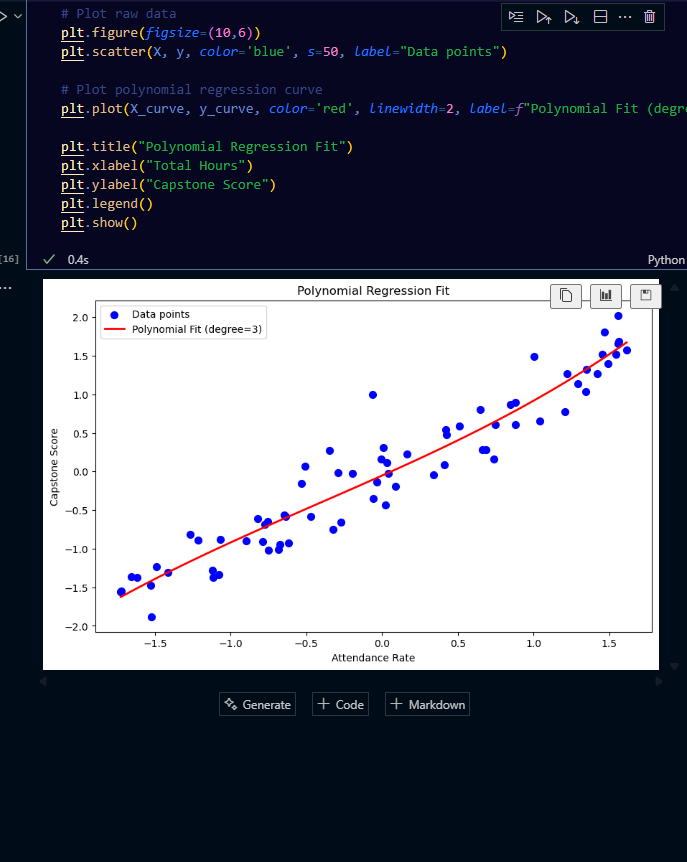 # Plot raw data
plt.figure(figsize=(10,6))
plt.scatter(X, y, color='blue', s=50, label="Data points")
# Plot polynomial regression curve
plt.plot(X_curve, y_curve, color='red', linewidth=2, label=f"Polynomial Fit (degr
plt.title("Polynomial Regression Fit")
plt.xlabel("Total Hours")
plt.ylabel("Capstone Score")
plt.legend()
plt.show()
[16]
0.4s
Python
...
Polynomial Regression Fit
Data points
Polynomial Fit (degree=3)
2.0
1.5
1.0
0.5
0.0
−0.5
−1.0
−1.5
−2.0
Capstone Score
−1.5 −1.0 −0.5 0.0 0.5 1.0 1.5
Attendance Rate
Generate + Code + Markdown